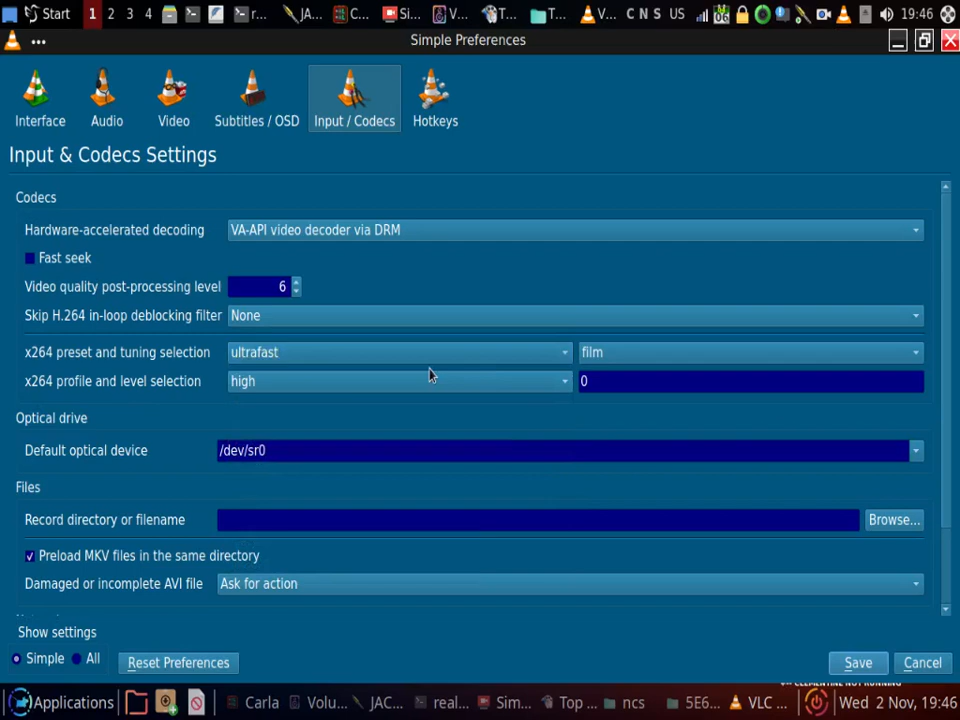 Start 1 2 3 4 r... JA... C... Si... V... T... T... V... C N S US 06 19:46
... Simple Preferences
Interface Audio Video Subtitles / OSD Input / Codecs Hotkeys
Input & Codecs Settings
Codecs
Hardware-accelerated decoding VA-API video decoder via DRM
Fast seek
Video quality post-processing level 6
Skip H.264 in-loop deblocking filter None
x264 preset and tuning selection ultrafast film
x264 profile and level selection high 0
Optical drive
Default optical device /dev/sr0
Files
Record directory or filename Browse...
Preload MKV files in the same directory
Damaged or incomplete AVI file Ask for action
Show settings
Simple All Reset Preferences Save Cancel
Applications Carla Volu... JAC... real... Sim... Top ... ncs 5E6... VLC ... Wed 2 Nov, 19:46